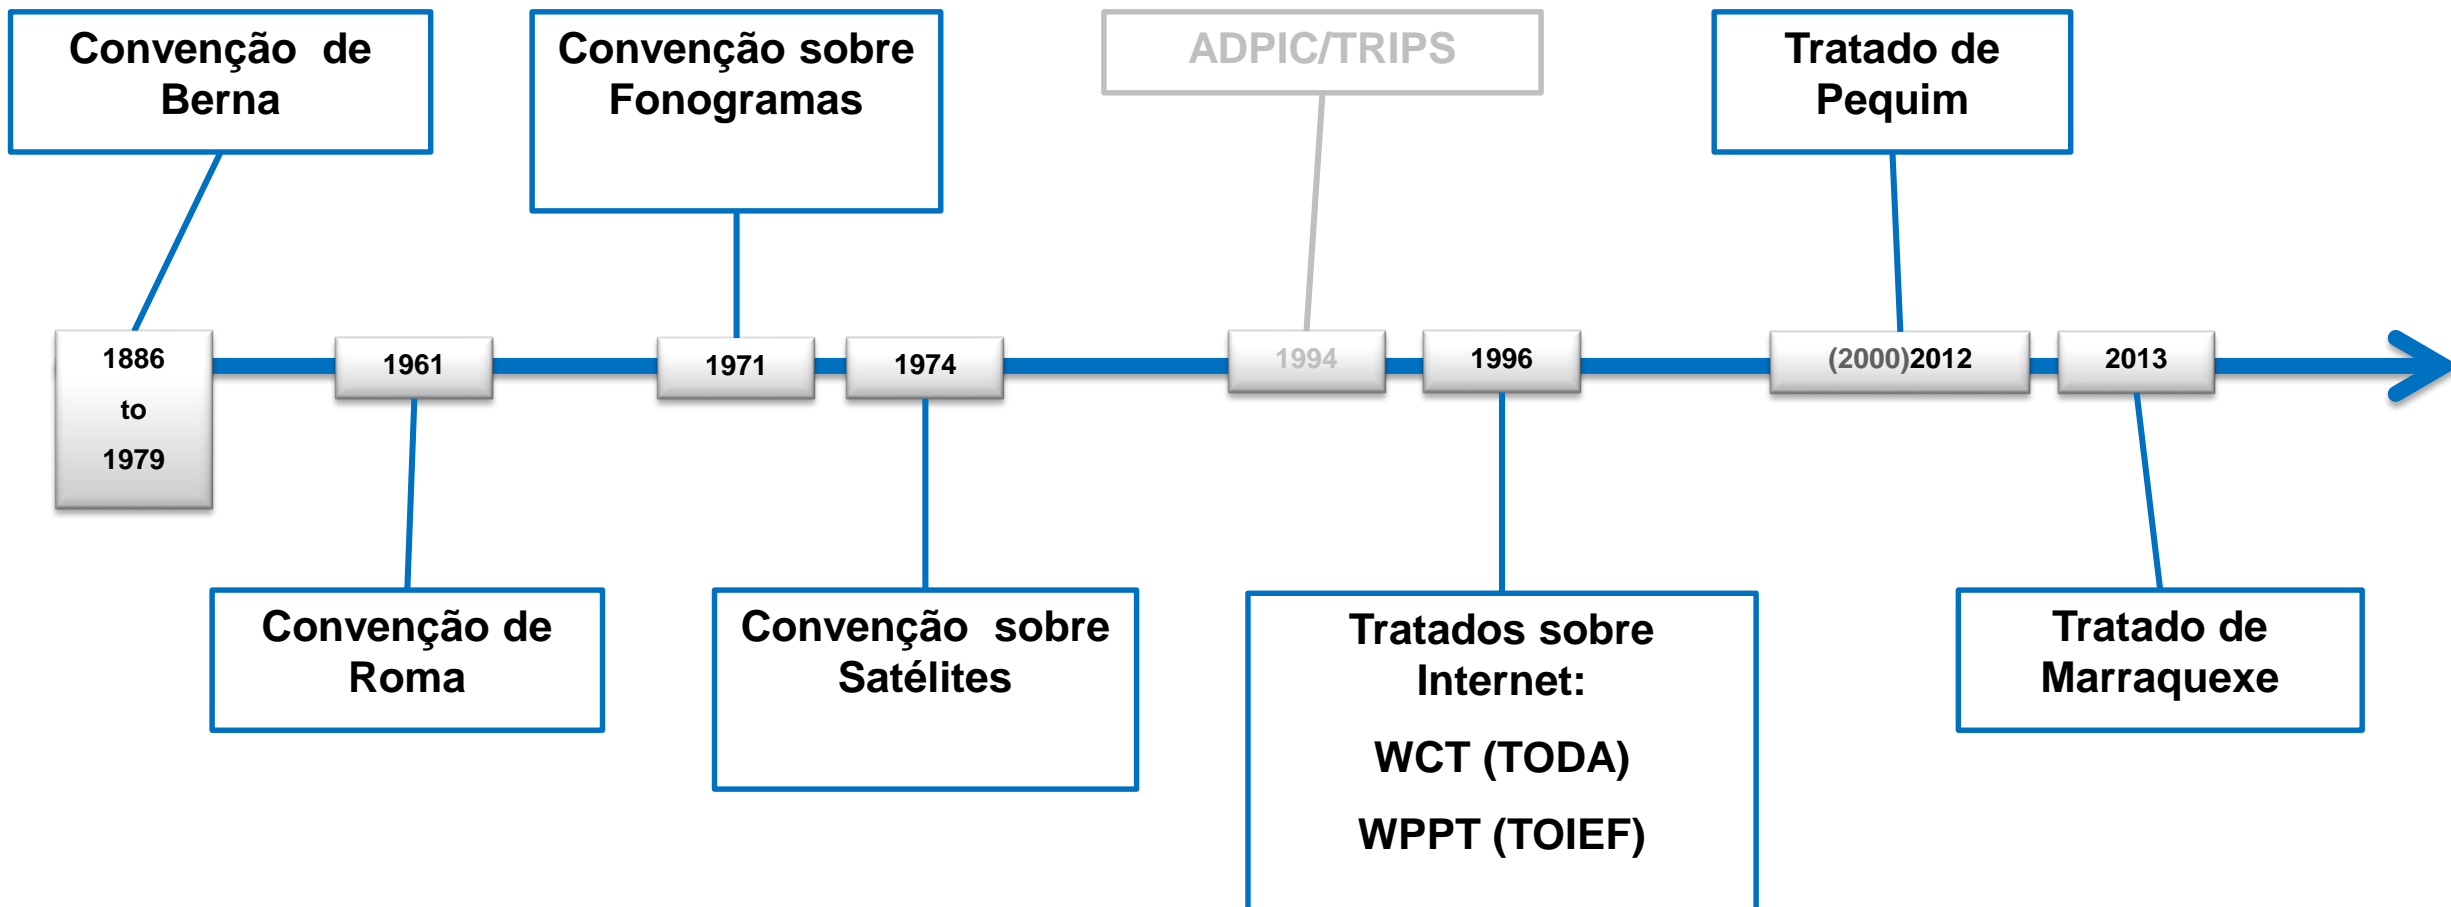 Convenção de
Berna
Convenção sobre
Fonogramas
ADPIC/TRIPS
Tratado de
Pequim
1886
to
1979
1961
1971
1974
1994
1996
(2000)2012
2013
Convenção de
Roma
Convenção sobre
Satélites
Tratados sobre
Internet:
WCT (TODA)
WPPT (TOIEF)
Tratado de
Marraquexe